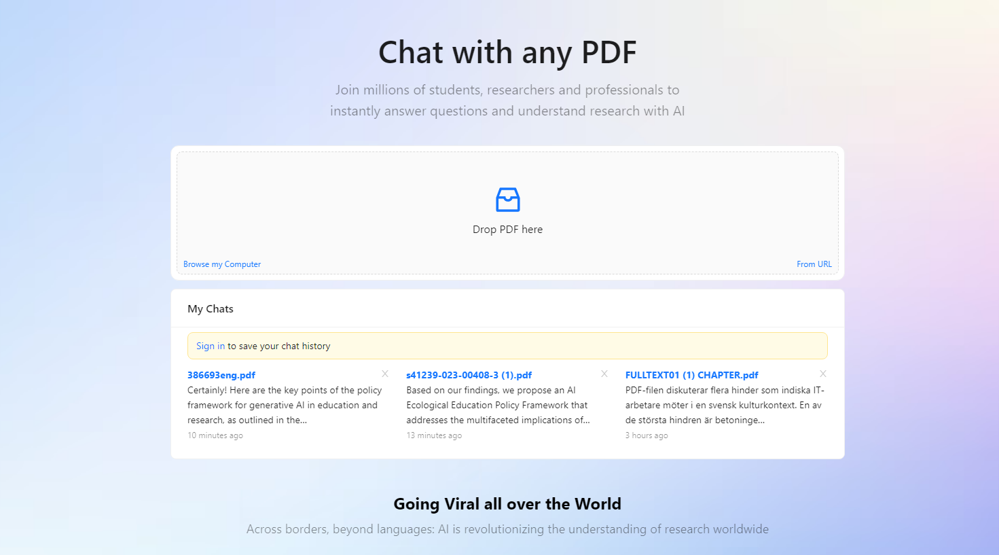 Chat with any PDF
Join millions of students, researchers and professionals to
instantly answer questions and understand research with AI
Drop PDF here
Browse my Computer
From URL
My Chats
Sign in to save your chat history
386693eng.pdf
Certainly! Here are the key points of the policy
framework for generative AI in education and
research, as outlined in the...
10 minutes ago
s41239-023-00408-3 (1).pdf
Based on our findings, we propose an AI
Ecological Education Policy Framework that
addresses the multifaceted implications of...
13 minutes ago
FULLTEXT01 (1) CHAPTER.pdf
PDF-filen diskuterar flera hinder som indiska IT-
arbetare möter i en svensk kulturkontext. En av
de största hindren är betoninge...
3 hours ago
Going Viral all over the World
Across borders, beyond languages: AI is revolutionizing the understanding of research worldwide